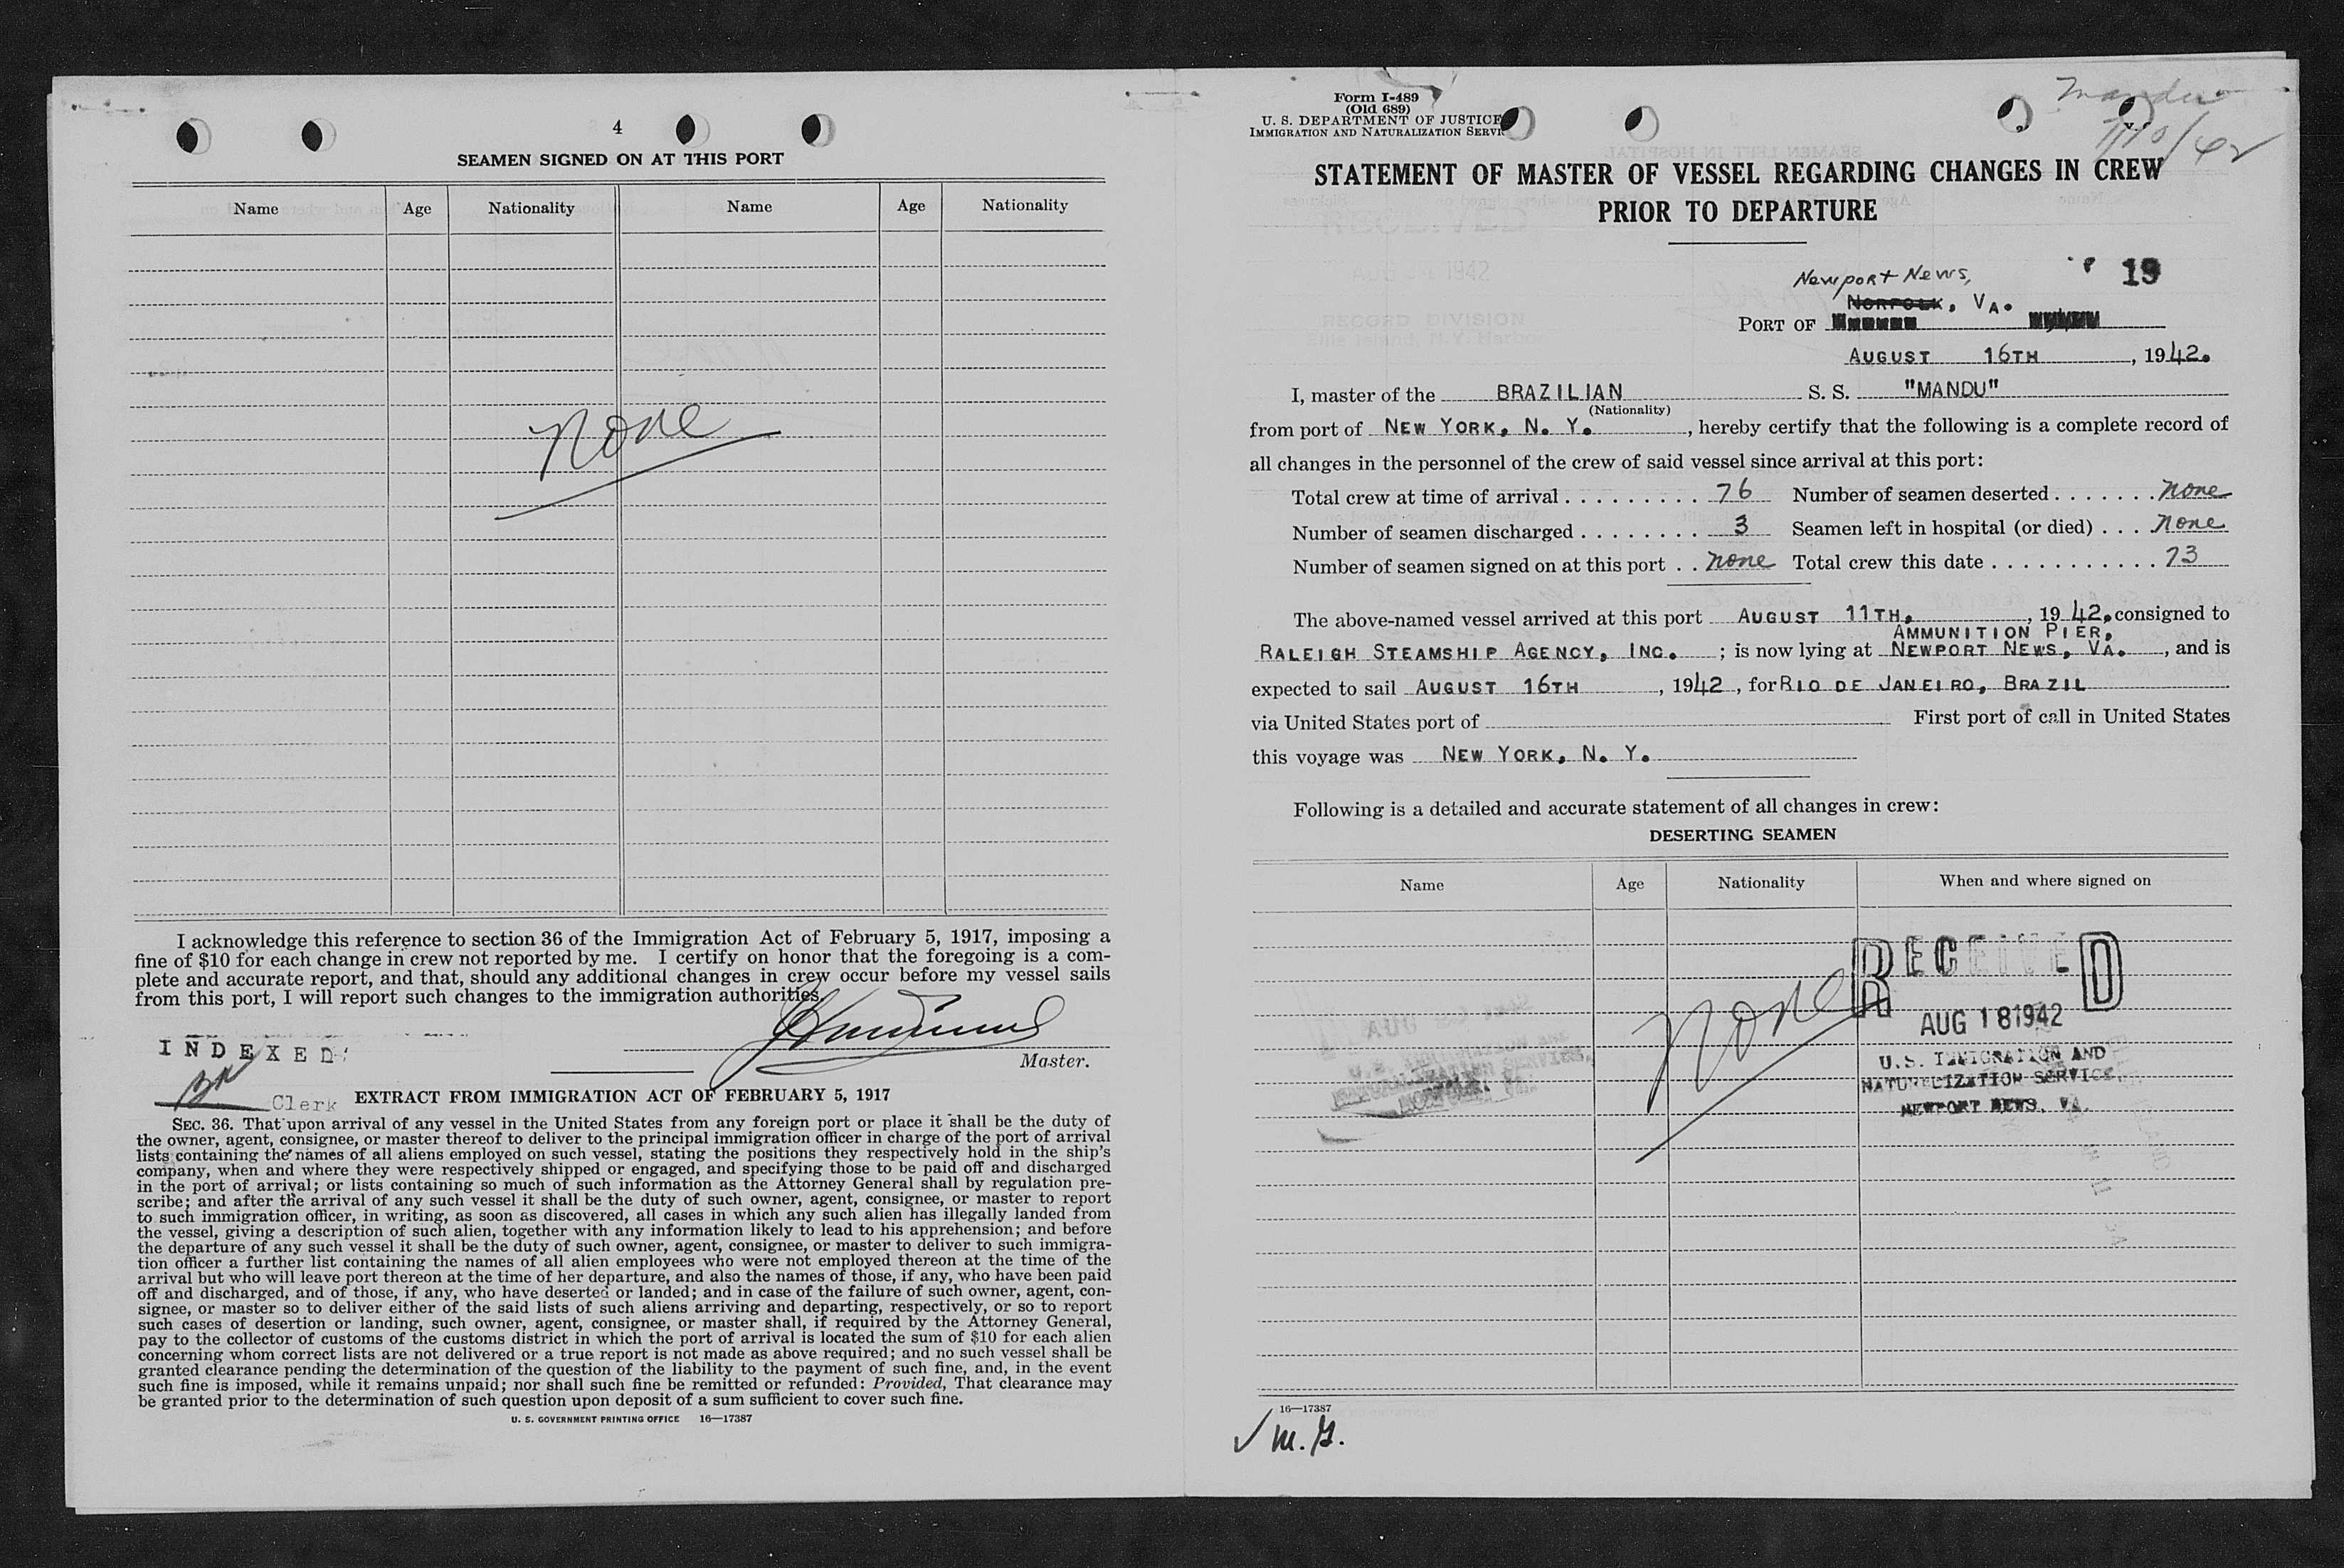 4
SEAMEN SIGNED ON AT THIS PORT
Name Age Nationality Name Age Nationality
None
I acknowledge this reference to section 36 of the Immigration Act of February 5, 1917, imposing a
fine of $10 for each change in crew not reported by me. I certify on honor that the foregoing is a com-
plete and accurate report, and that, should any additional changes in crew occur before my vessel sails
from this port, I will report such changes to the immigration authorities.
Master.
INDEXED
Clerk
EXTRACT FROM IMMIGRATION ACT OF FEBRUARY 5, 1917
SEC. 36. That upon arrival of any vessel in the United States from any foreign port or place it shall be the duty of
the owner, agent, consignee, or master thereof to deliver to the principal immigration officer in charge of the port of arrival
lists containing the names of all aliens employed on such vessel, stating the positions they respectively hold in the ship's
company, when and where they were respectively shipped or engaged, and specifying those to be paid off and discharged
in the port of arrival; or lists containing so much of such information as the Attorney General shall by regulation pre-
scribe; and after the arrival of any such vessel it shall be the duty of such owner, agent, consignee, or master to report
to such immigration officer, in writing, as soon as discovered, all cases in which any such alien has illegally landed from
the vessel, giving a description of such alien, together with any information likely to lead to his apprehension; and before
the departure of any such vessel it shall be the duty of such owner, agent, consignee, or master to deliver to such immigra-
tion officer a further list containing the names of all alien employees who were not employed thereon at the time of the
arrival but who will leave port thereon at the time of her departure, and also the names of those, if any, who have been paid
off and discharged, and of those, if any, who have deserted or landed; and in case of the failure of such owner, agent, con-
signee, or master so to deliver either of the said lists of such aliens arriving and departing, respectively, or so to report
such cases of desertion or landing, such owner, agent, consignee, or master shall, if required by the Attorney General,
pay to the collector of customs of the customs district in which the port of arrival is located the sum of $10 for each alien
concerning whom correct lists are not delivered or a true report is not made as above required; and no such vessel shall be
granted clearance pending the determination of the question of the liability to the payment of such fine, and, in the event
such fine is imposed, while it remains unpaid; nor shall such fine be remitted or refunded: Provided, That clearance may
be granted prior to the determination of such question upon deposit of a sum sufficient to cover such fine.
U. S. GOVERNMENT PRINTING OFFICE 16—17387
Form I-489
(Old 689)
U. S. DEPARTMENT OF JUSTICE
IMMIGRATION AND NATURALIZATION
Mandu
STATEMENT OF MASTER OF VESSEL REGARDING CHANGES IN CREW
PRIOR TO DEPARTURE
19
Newport News,
NORFOLK, VA.
PORT OF
AUGUST 16TH, 1942.
I, master of the BRAZILIAN S. S. "MANDU"
(Nationality)
from port of NEW YORK, N. Y., hereby certify that the following is a complete record of
all changes in the personnel of the crew of said vessel since arrival at this port:
Total crew at time of arrival . . . . . . . . . 76 Number of seamen deserted . . . . . . . none
Number of seamen discharged . . . . . . . . 3 Seamen left in hospital (or died) . . . none
Number of seamen signed on at this port . . none Total crew this date . . . . . . . . . . . 73
The above-named vessel arrived at this port AUGUST 11TH, 1942, consigned to
AMMUNITION PIER,
RALEIGH STEAMSHIP AGENCY, INC. ; is now lying at NEWPORT NEWS, VA. , and is
expected to sail AUGUST 16TH , 1942 , for RIO DE JANEIRO, BRAZIL
via United States port of First port of call in United States
this voyage was NEW YORK, N. Y.
Following is a detailed and accurate statement of all changes in crew:
DESERTING SEAMEN
Name Age Nationality When and where signed on
None
RECEIVED
AUG 18 1942
U.S. IMMIGRATION AND
NATURALIZATION SERVICE
NEWPORT NEWS, VA.
16—17387
✓ M. G.